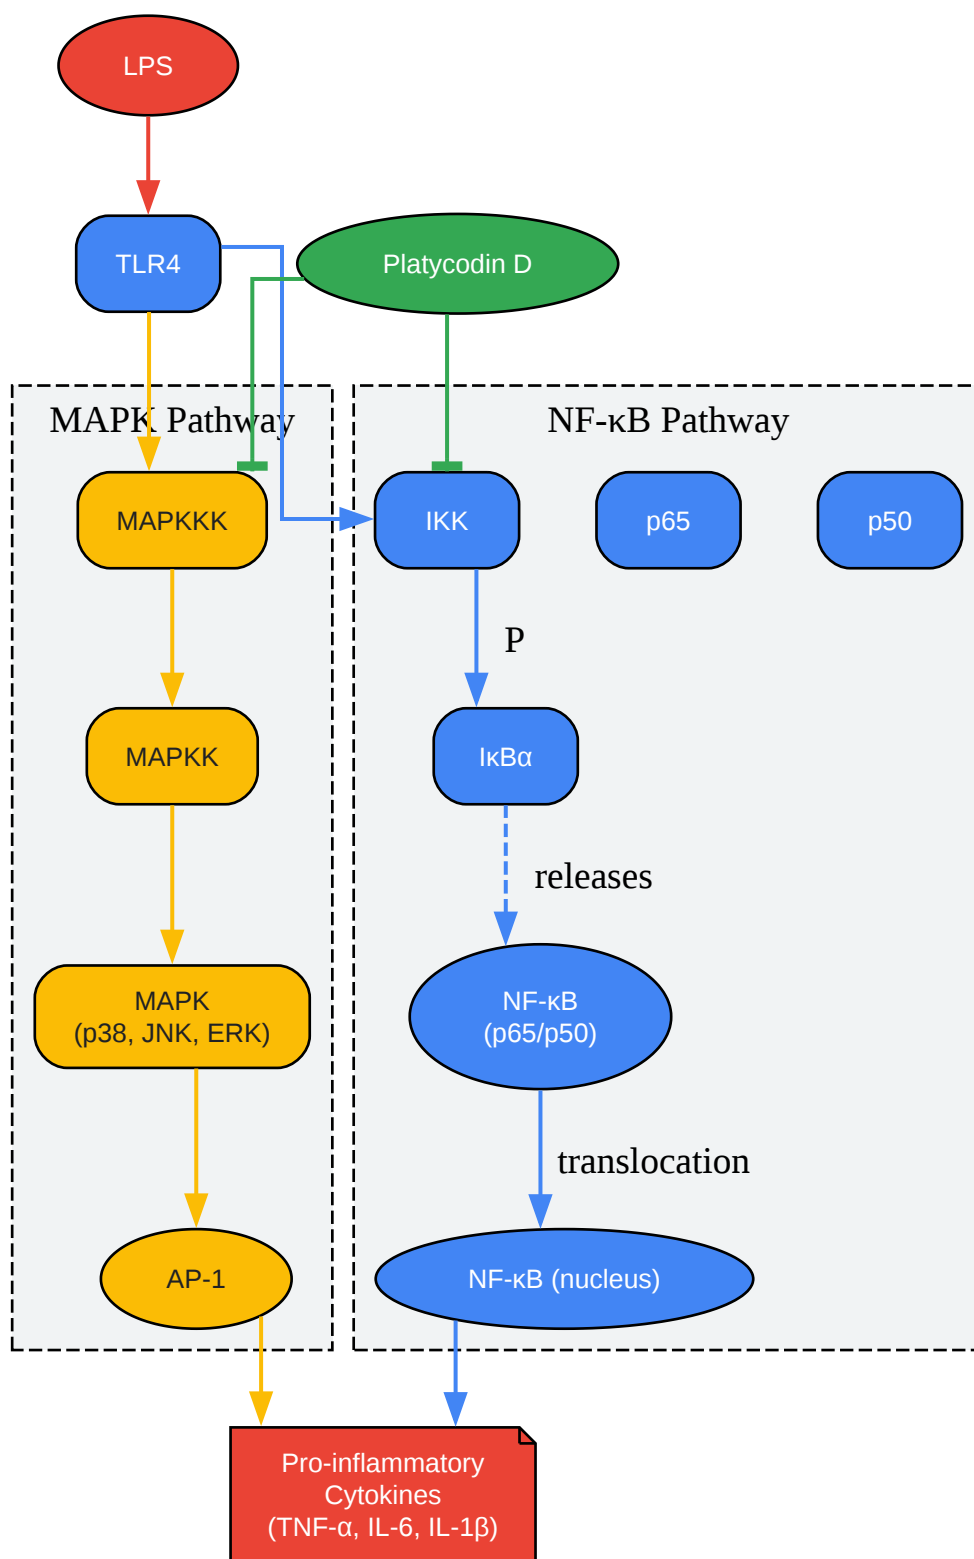 LPS
TLR4
Platycodin D
MAPK Pathway
NF-κB Pathway
MAPKKK
IKK
p65
p50
P
MAPKK
IκBα
releases
MAPK
(p38, JNK, ERK)
NF-κB
(p65/p50)
translocation
AP-1
NF-κB (nucleus)
Pro-inflammatory
Cytokines
(TNF-α, IL-6, IL-1β)